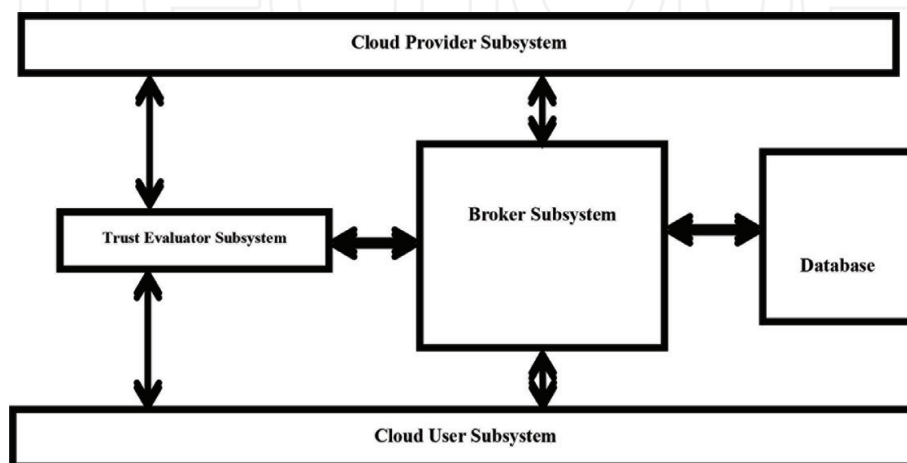 Cloud Provider Subsystem
Broker Subsystem
Trust Evaluator Subsystem
Database
Cloud User Subsystem